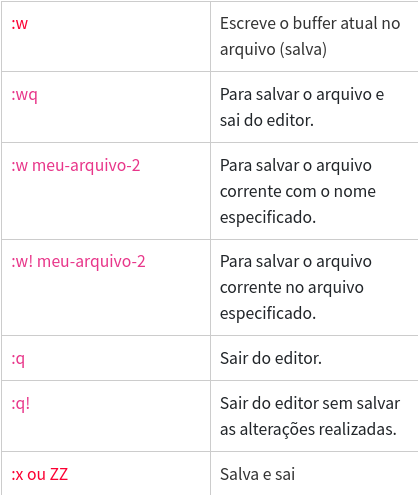 :w
Escreve o buffer atual no
arquivo (salva)
:wq
Para salvar o arquivo e
sai do editor.
:w meu-arquivo-2
Para salvar o arquivo
corrente com o nome
especificado.
:w! meu-arquivo-2
Para salvar o arquivo
corrente no arquivo
especificado.
:q
Sair do editor.
:q!
Sair do editor sem salvar
as alterações realizadas.
:x ou ZZ
Salva e sai